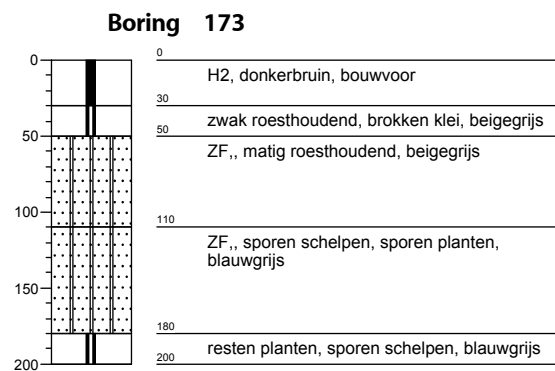 Boring 173
0
0
H2, donkerbruin, bouwvoor
30
zwak roesthoudend, brokken klei, beigegrijs
50
50
ZF,, matig roesthoudend, beigegrijs
100
110
ZF,, sporen schelpen, sporen planten,
blauwgrijs
150
180
resten planten, sporen schelpen, blauwgrijs
200
200